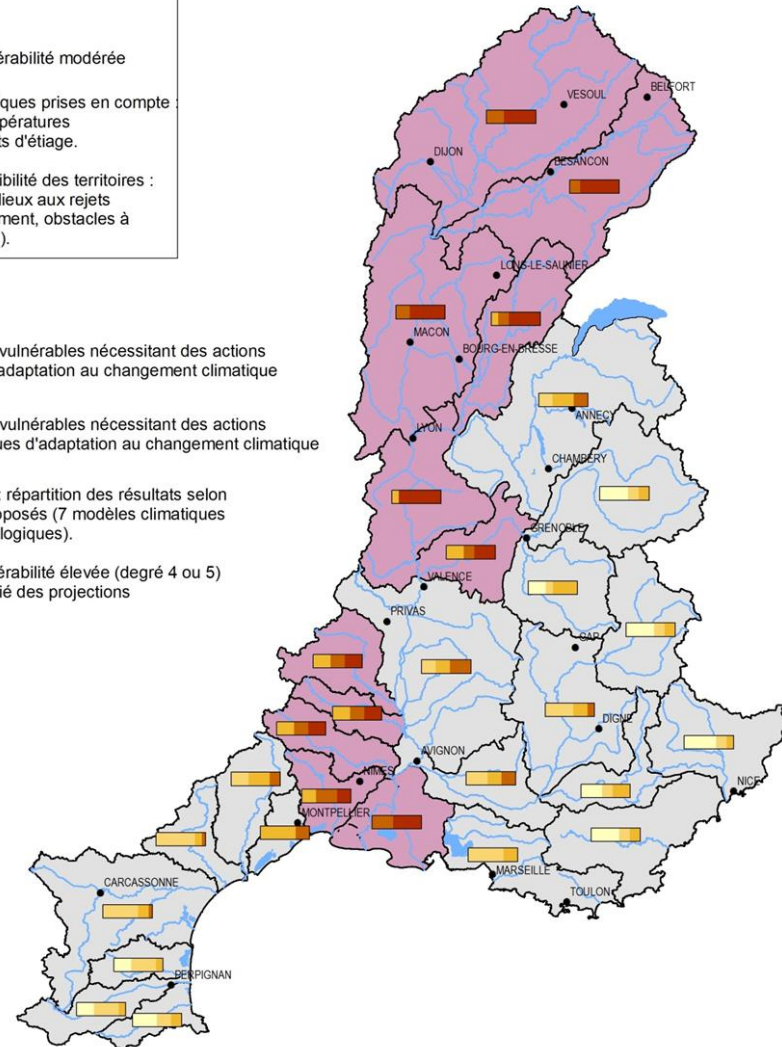 érabilité modérée
ques prises en compte :
pératures
ts d'étiage.
ibilité des territoires :
lieux aux rejets
ment, obstacles à
).
vulnérables nécessitant des actions
adaptation au changement climatique
vulnérables nécessitant des actions
ues d'adaptation au changement climatique
: répartition des résultats selon
pposés (7 modèles climatiques
logiques).
érabilité élevée (degré 4 ou 5)
ié des projections
VESOUL
BELFORT
DIJON
BESANCON
LONS-LE-SAUNIER
MACON
BOURG-EN-BRESSE
ANNECY
LYON
CHAMBERY
GRENOBLE
VALENCE
PRIVAS
GAP
DIGNE
AVIGNON
NIMES
NICE
MONTPELLIER
MARSEILLE
CARCASSONNE
TOULON
PERPIGNAN